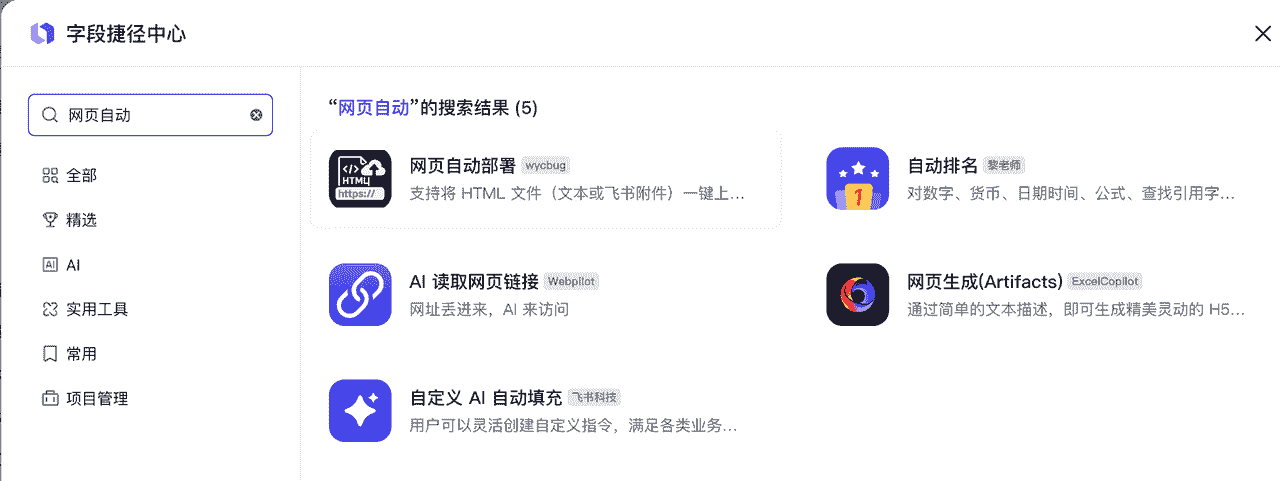 字段捷径中心
网页自动
全部
精选
AI
实用工具
常用
项目管理
“网页自动”的搜索结果 (5)
网页自动部署 wycbug
支持将 HTML 文件（文本或飞书附件）一键上...
</> HTML https://
自动排名 黎老师
对数字、货币、日期时间、公式、查找引用字...
1
AI 读取网页链接 Webpilot
网址丢进来，AI 来访问
网页生成(Artifacts) ExcelCopilot
通过简单的文本描述，即可生成精美灵动的 H5...
自定义 AI 自动填充 飞书科技
用户可以灵活创建自定义指令，满足各类业务...